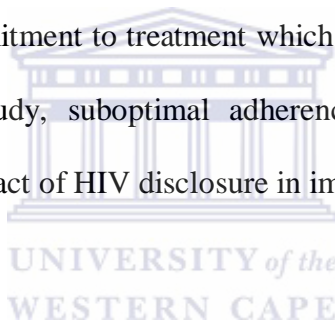 itment to treatment which
udy, suboptimal adherenc
act of HIV disclosure in im
UNIVERSITY of the
WESTERN CAPE